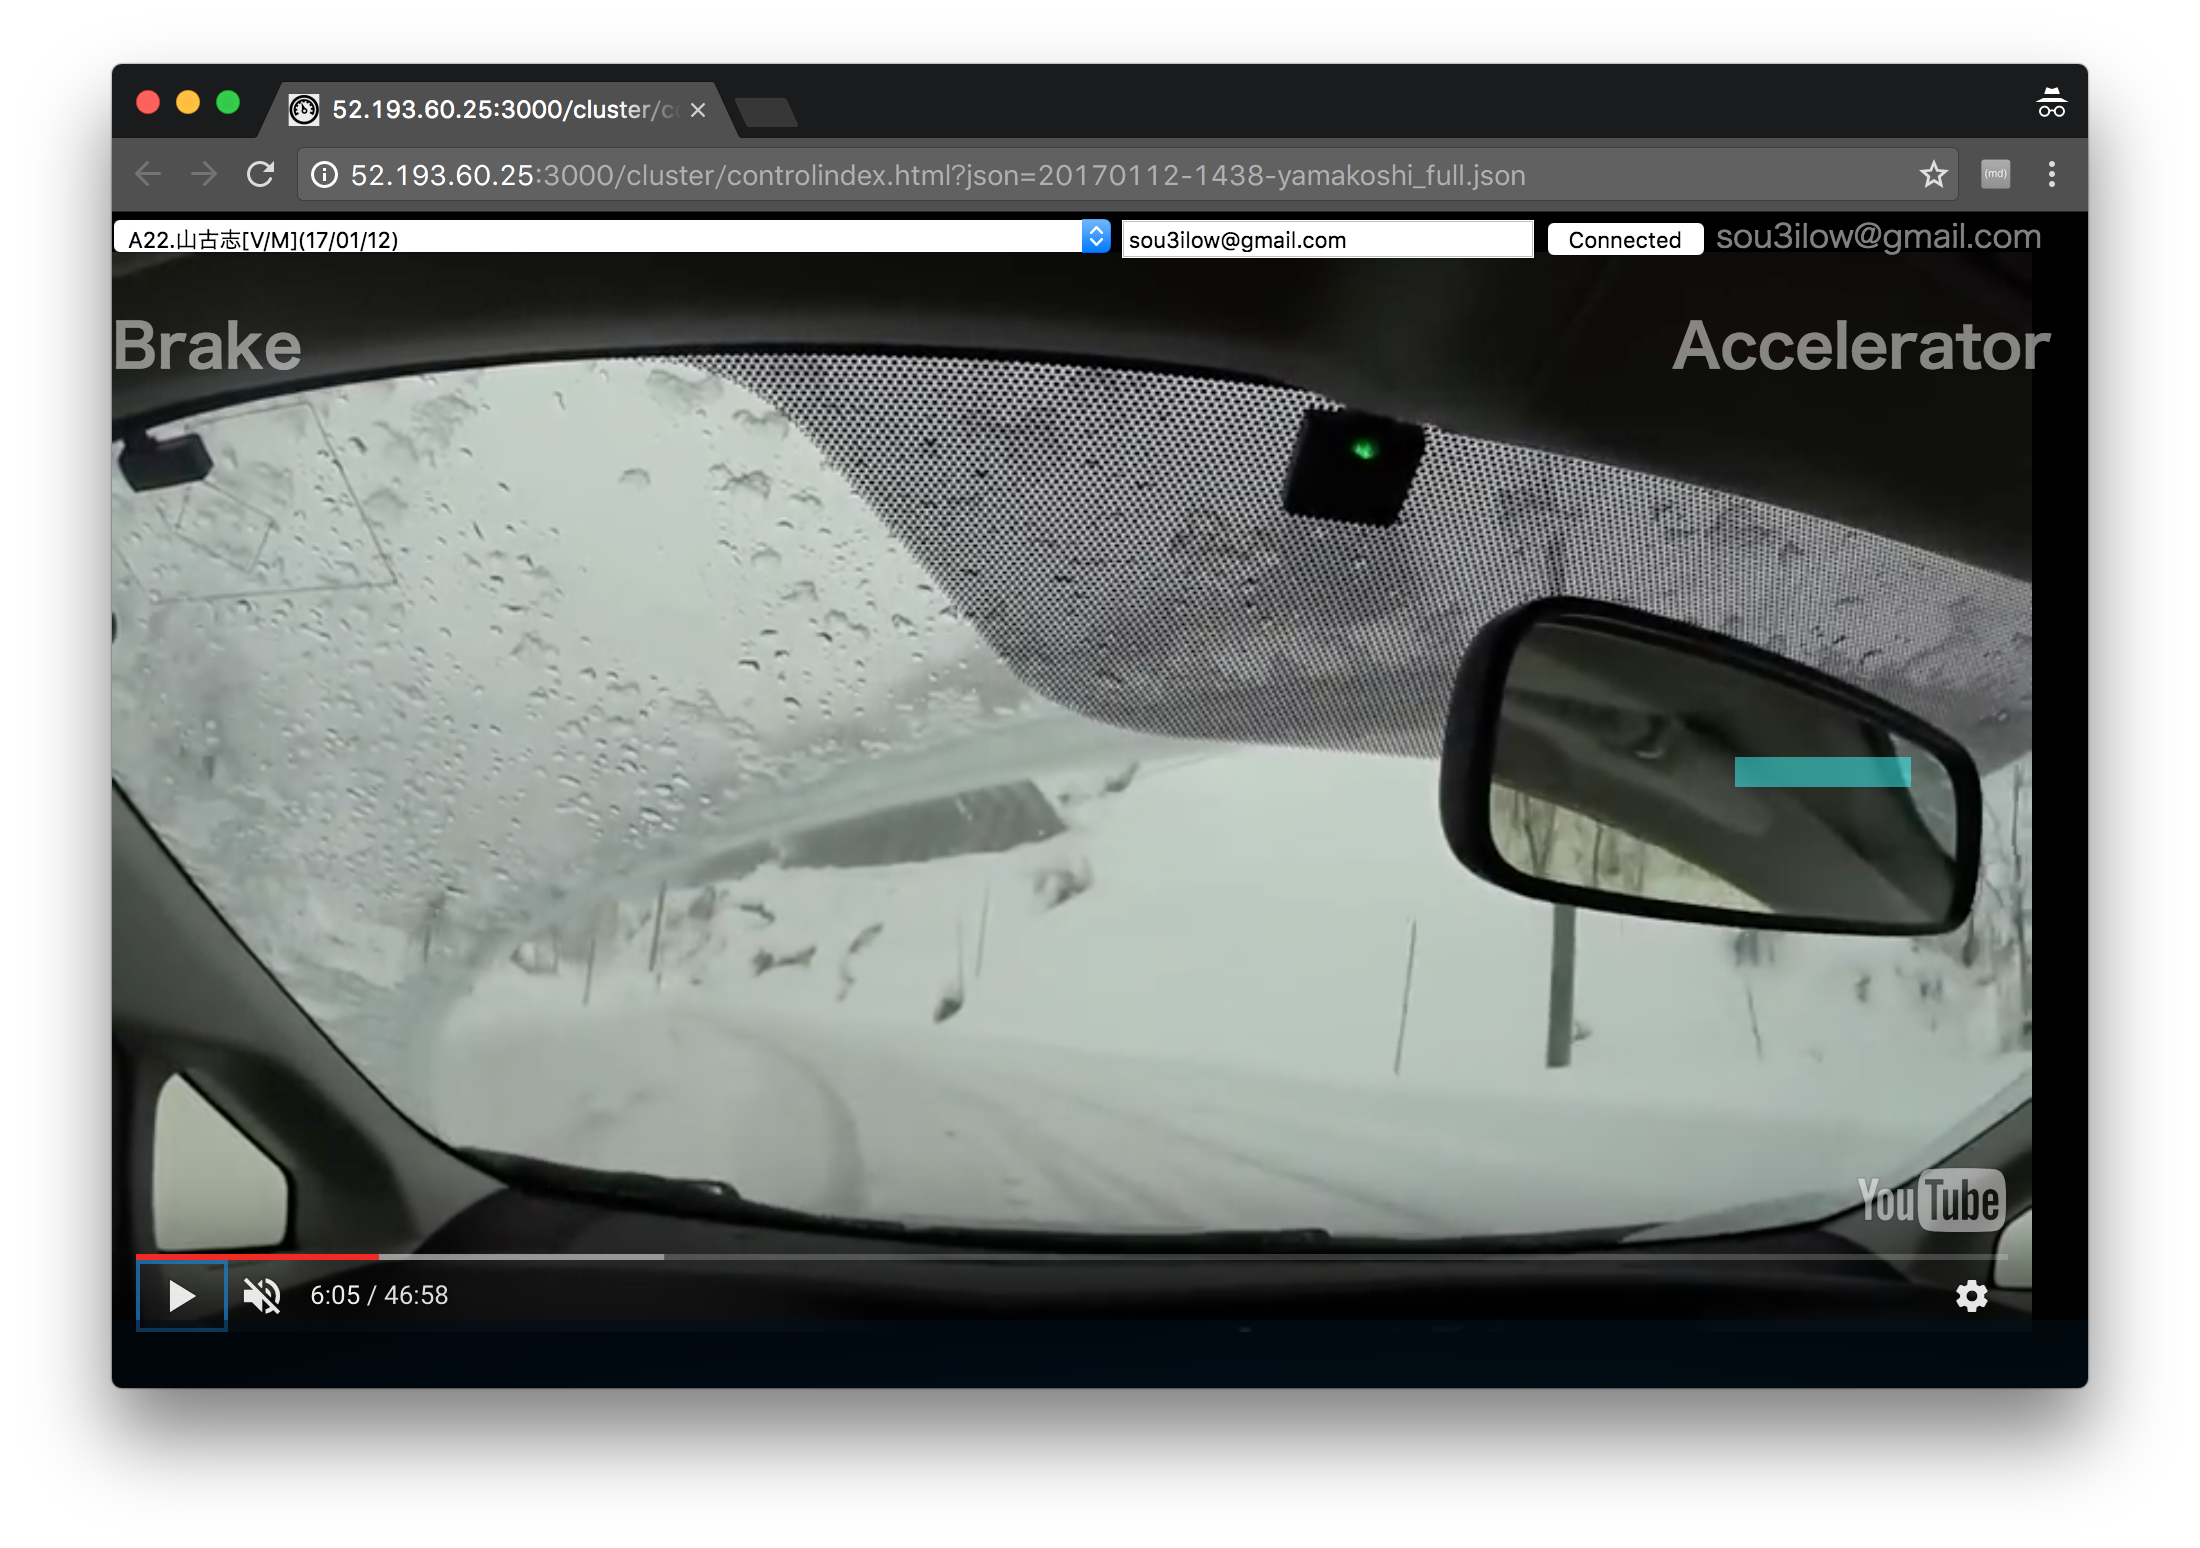 52.193.60.25:3000/cluster/c
52.193.60.25:3000/cluster/controlindex.html?json=20170112-1438-yamakoshi_full.json
(md)
A22.山古志[V/M](17/01/12)
sou3ilow@gmail.com
Connected
sou3ilow@gmail.com
Brake
Accelerator
YouTube
6:05 / 46:58